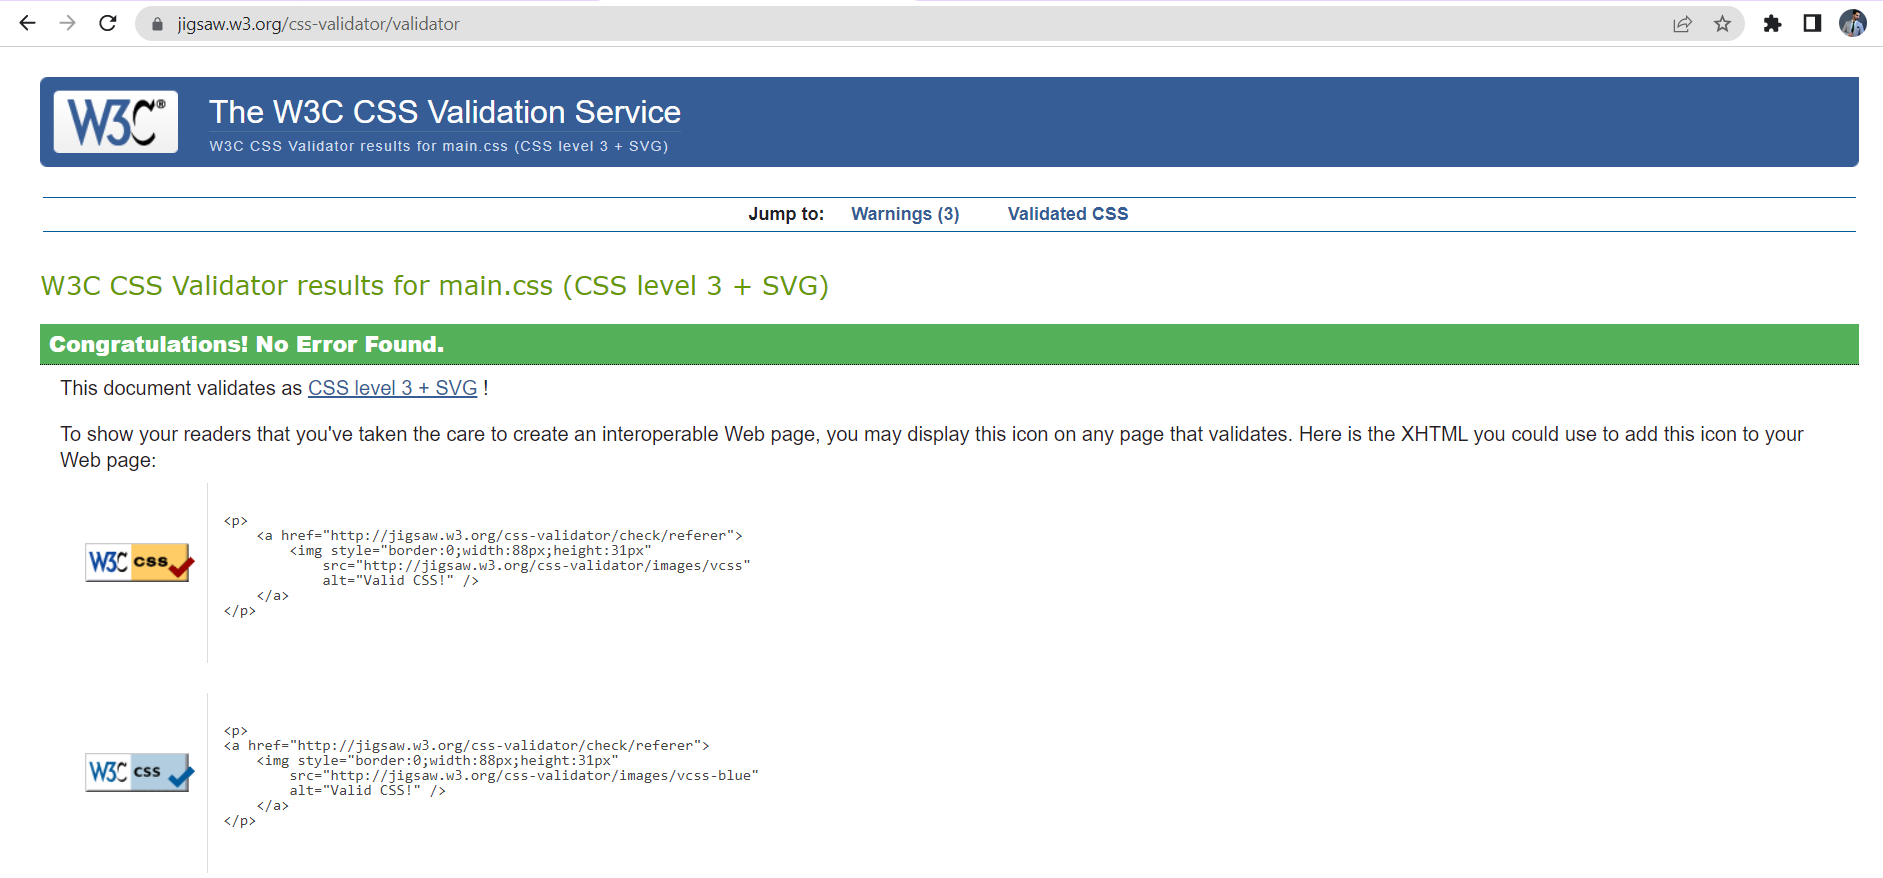 jigsaw.w3.org/css-validator/validator
W3C®
The W3C CSS Validation Service
W3C CSS Validator results for main.css (CSS level 3 + SVG)
Jump to: Warnings (3) Validated CSS
W3C CSS Validator results for main.css (CSS level 3 + SVG)
Congratulations! No Error Found.
This document validates as CSS level 3 + SVG !
To show your readers that you've taken the care to create an interoperable Web page, you may display this icon on any page that validates. Here is the XHTML you could use to add this icon to your
Web page:
W3C css
<p>
    <a href="http://jigsaw.w3.org/css-validator/check/referer">
        <img style="border:0;width:88px;height:31px"
            src="http://jigsaw.w3.org/css-validator/images/vcss"
            alt="Valid CSS!" />
    </a>
</p>
W3C css
<p>
<a href="http://jigsaw.w3.org/css-validator/check/referer">
    <img style="border:0;width:88px;height:31px"
        src="http://jigsaw.w3.org/css-validator/images/vcss-blue"
        alt="Valid CSS!" />
    </a>
</p>